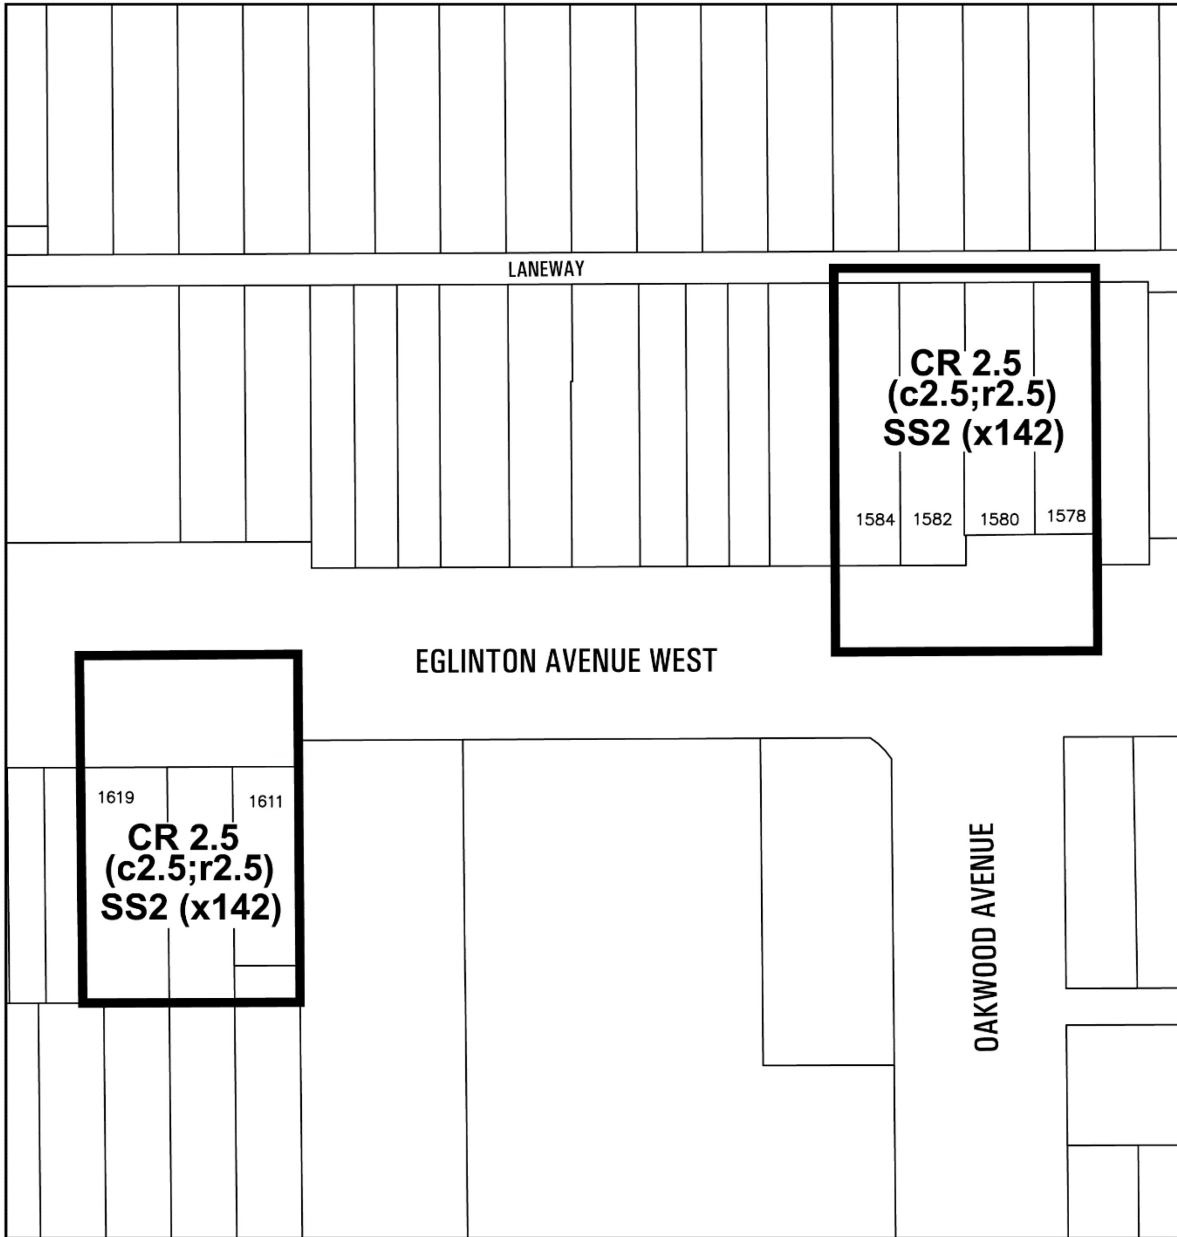 LANEWAY
CR 2.5
(c2.5;r2.5)
SS2 (x142)
1584 1582 1580 1578
EGLINTON AVENUE WEST
1619 1611
CR 2.5
(c2.5;r2.5)
SS2 (x142)
OAKWOOD AVENUE